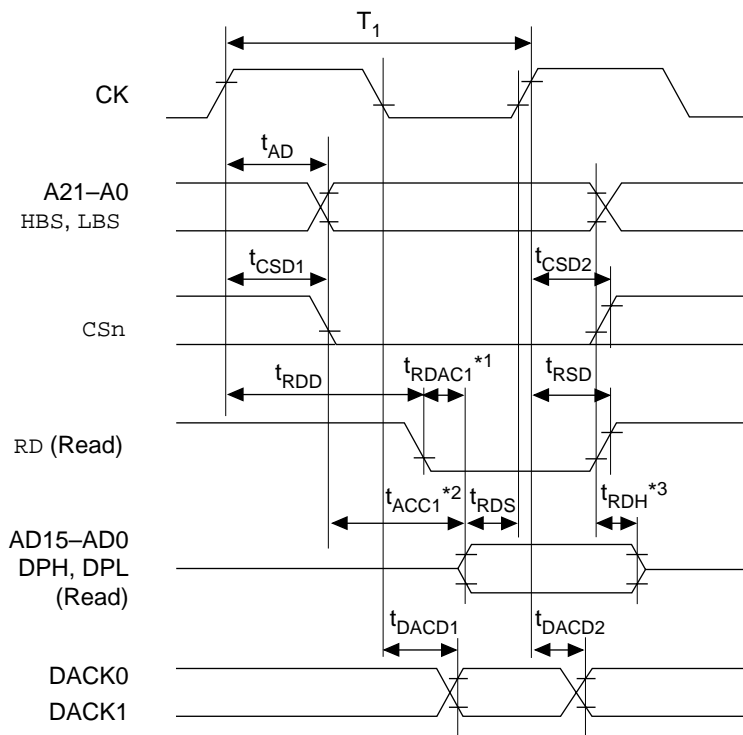 T1
CK
tAD
A21–A0
HBS, LBS
tCSD1
tCSD2
CSn
tRDD
tRDAC1*1
tRSD
RD (Read)
tACC1*2
tRDS
tRDH*3
AD15–AD0
DPH, DPL
(Read)
tDACD1
tDACD2
DACK0
DACK1